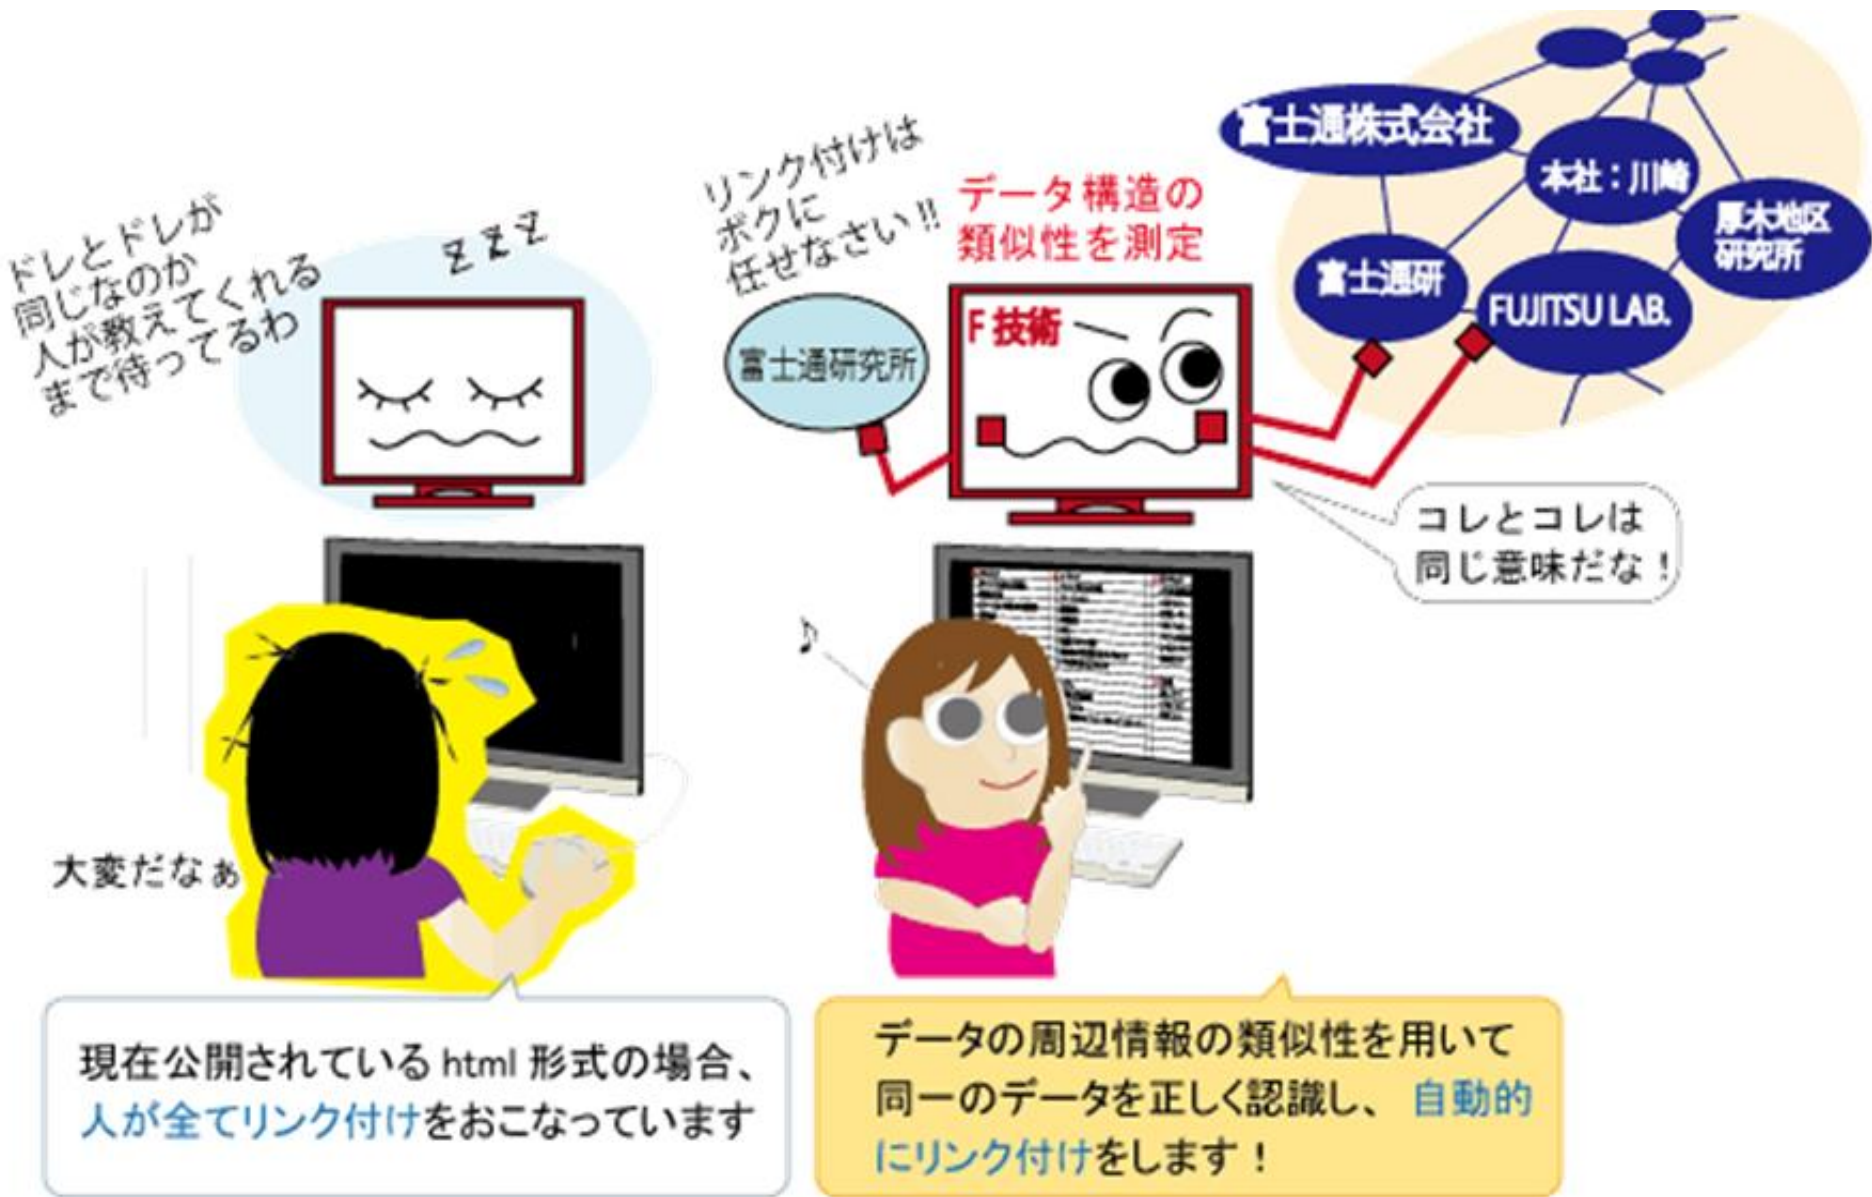 ドレとドレが
同じなのか
人が教えてくれる
まで待ってるわ
z z z
大変だなぁ
現在公開されている html 形式の場合、
人が全てリンク付けをおこなっています
リンク付けは
ボクに
任せなさい!!
データ構造の
類似性を測定
F 技術
富士通研究所
富士通株式会社
本社：川崎
厚木地区
研究所
富士通研
FUJITSU LAB.
コレとコレは
同じ意味だな！
♪
データの周辺情報の類似性を用いて
同一のデータを正しく認識し、 自動的
にリンク付けをします！